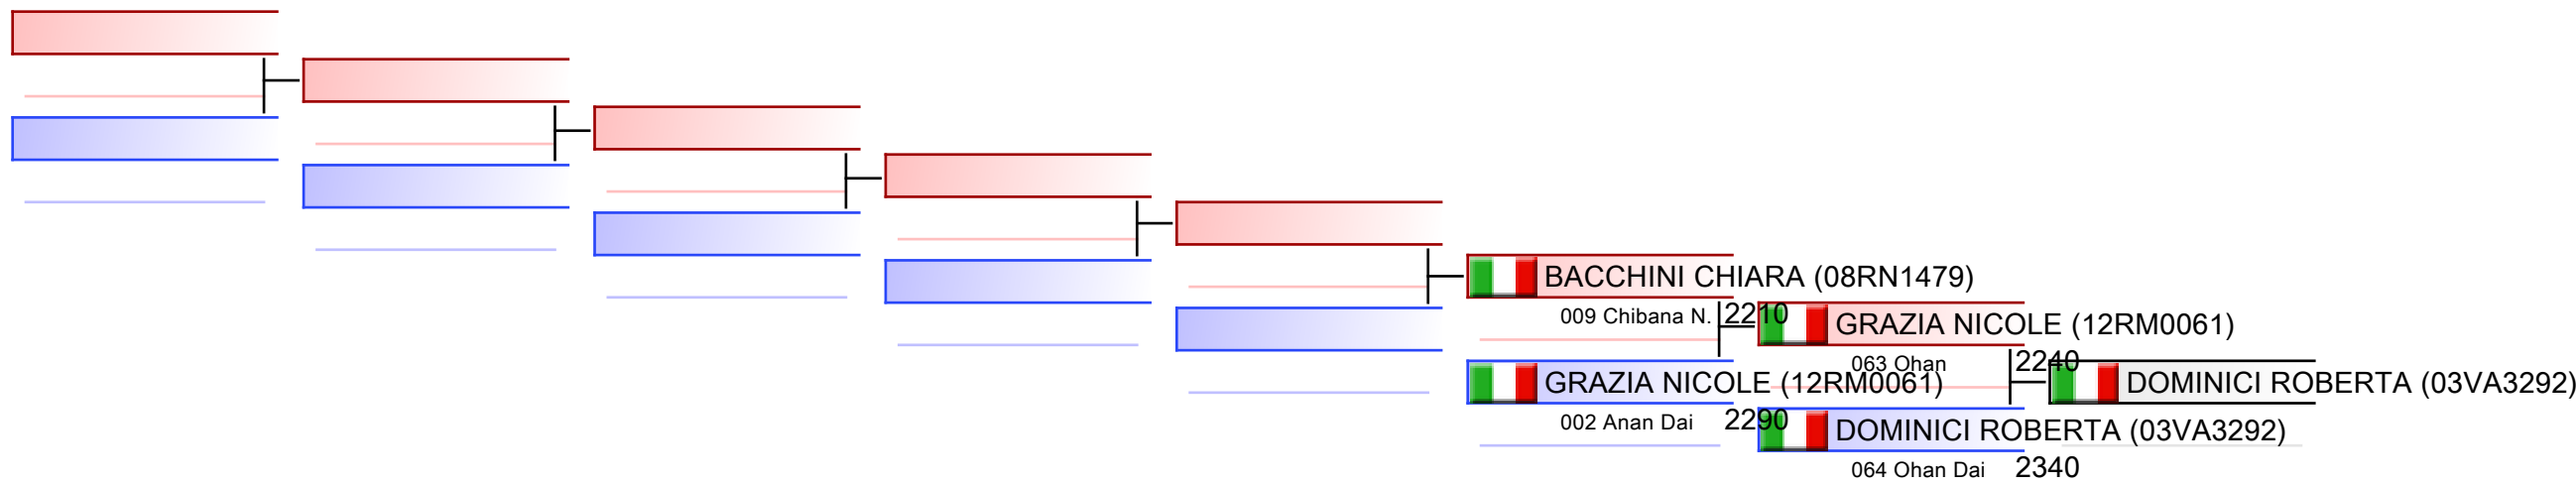 BACCHINI CHIARA (08RN1479)
009 Chibana N. 2210
GRAZIA NICOLE (12RM0061)
063 Ohan 2240
GRAZIA NICOLE (12RM0061)
DOMINICI ROBERTA (03VA3292)
002 Anan Dai 2290
DOMINICI ROBERTA (03VA3292)
064 Ohan Dai 2340